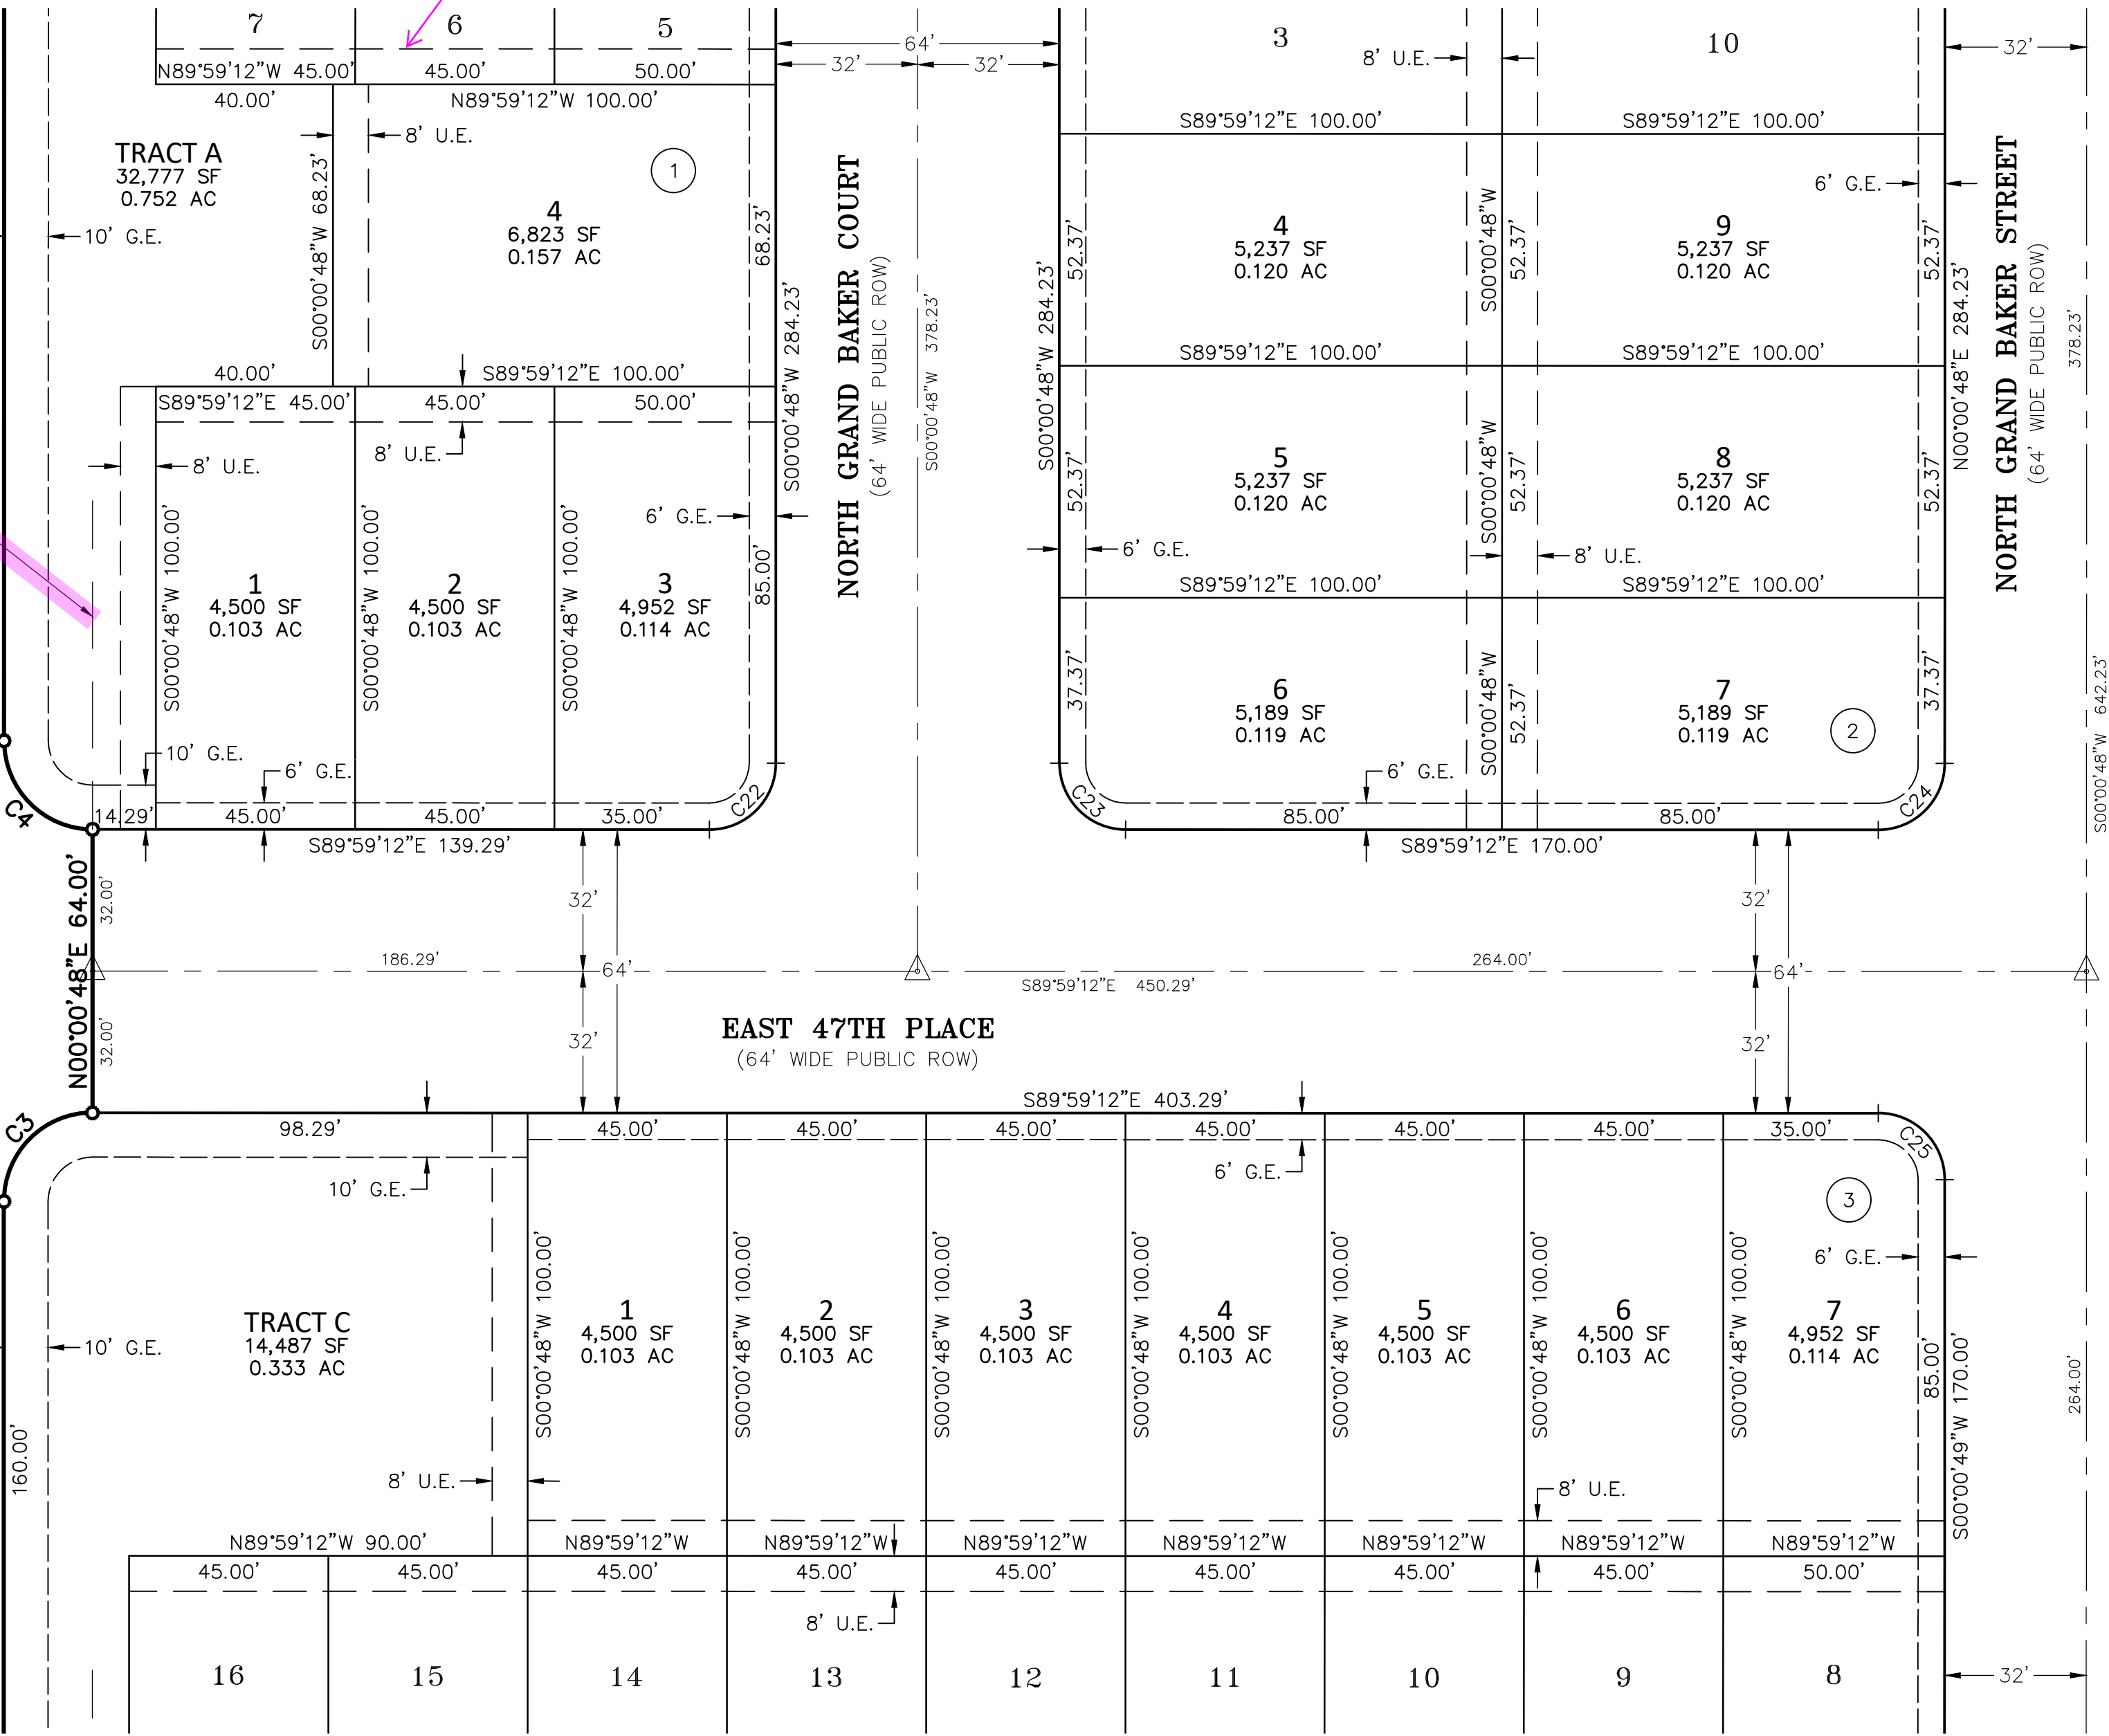 7
6
5
N89°59'12"W 45.00'
45.00'
50.00'
40.00'
N89°59'12"W 100.00'
8' U.E.
TRACT A
32,777 SF
0.752 AC
10' G.E.
S00°00'48"W 68.23'
1
4
6,823 SF
0.157 AC
68.23'
40.00'
S89°59'12"E 100.00'
S89°59'12"E 45.00'
45.00'
50.00'
8' U.E.
8' U.E.
S00°00'48"W 284.23'
6' G.E.
85.00'
S00°00'48"W 100.00'
1
4,500 SF
0.103 AC
S00°00'48"W 100.00'
2
4,500 SF
0.103 AC
S00°00'48"W 100.00'
3
4,952 SF
0.114 AC
10' G.E.
6' G.E.
C4
14.29'
45.00'
45.00'
35.00'
C22
S89°59'12"E 139.29'
64'
32'
32'
NORTH GRAND BAKER COURT
(64' WIDE PUBLIC ROW)
S00°00'48"W 378.23'
3
8' U.E.
10
32'
S89°59'12"E 100.00'
S89°59'12"E 100.00'
6' G.E.
S00°00'48"W 284.23'
52.37'
4
5,237 SF
0.120 AC
S00°00'48"W
52.37'
9
5,237 SF
0.120 AC
52.37'
N00°00'48"E 284.23'
NORTH GRAND BAKER STREET
(64' WIDE PUBLIC ROW)
378.23'
S89°59'12"E 100.00'
S89°59'12"E 100.00'
52.37'
5
5,237 SF
0.120 AC
S00°00'48"W
52.37'
8
5,237 SF
0.120 AC
52.37'
6' G.E.
8' U.E.
S89°59'12"E 100.00'
S89°59'12"E 100.00'
37.37'
6
5,189 SF
0.119 AC
S00°00'48"W
52.37'
7
5,189 SF
0.119 AC
37.37'
2
S00°00'48"W 642.23'
6' G.E.
C23
85.00'
85.00'
C24
S89°59'12"E 170.00'
N00°00'48"E 64.00'
32.00'
32.00'
32'
64'
32'
32'
64'
32'
186.29'
264.00'
S89°59'12"E 450.29'
EAST 47TH PLACE
(64' WIDE PUBLIC ROW)
S89°59'12"E 403.29'
C3
98.29'
45.00'
45.00'
45.00'
45.00'
45.00'
45.00'
35.00'
C25
10' G.E.
6' G.E.
3
6' G.E.
TRACT C
14,487 SF
0.333 AC
10' G.E.
S00°00'48"W 100.00'
1
4,500 SF
0.103 AC
S00°00'48"W 100.00'
2
4,500 SF
0.103 AC
S00°00'48"W 100.00'
3
4,500 SF
0.103 AC
S00°00'48"W 100.00'
4
4,500 SF
0.103 AC
S00°00'48"W 100.00'
5
4,500 SF
0.103 AC
S00°00'48"W 100.00'
6
4,500 SF
0.103 AC
S00°00'48"W 100.00'
7
4,952 SF
0.114 AC
85.00'
S00°00'49"W 170.00'
264.00'
160.00'
8' U.E.
8' U.E.
N89°59'12"W 90.00'
N89°59'12"W
N89°59'12"W
N89°59'12"W
N89°59'12"W
N89°59'12"W
N89°59'12"W
N89°59'12"W
45.00'
45.00'
45.00'
45.00'
45.00'
45.00'
45.00'
45.00'
50.00'
8' U.E.
16
15
14
13
12
11
10
9
8
32'